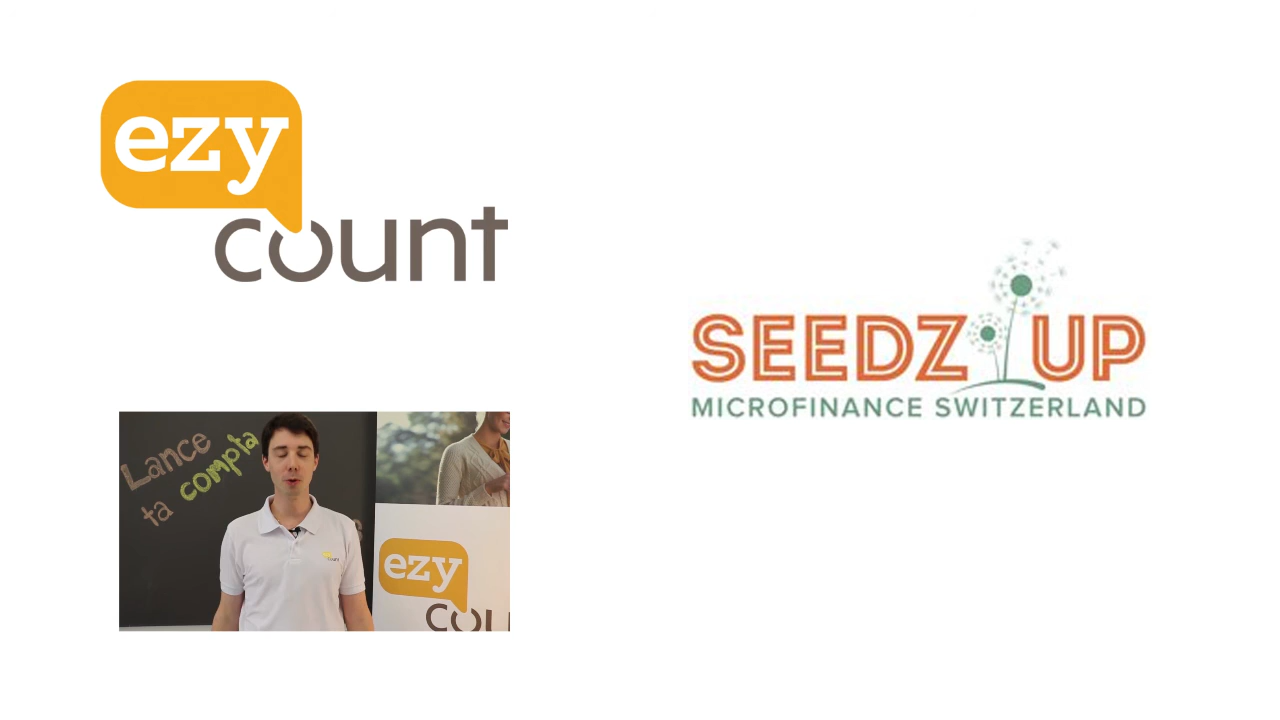 ezy
count
SEEDZ UP
MICROFINANCE SWITZERLAND
Lance
ta compta
ezy
cou